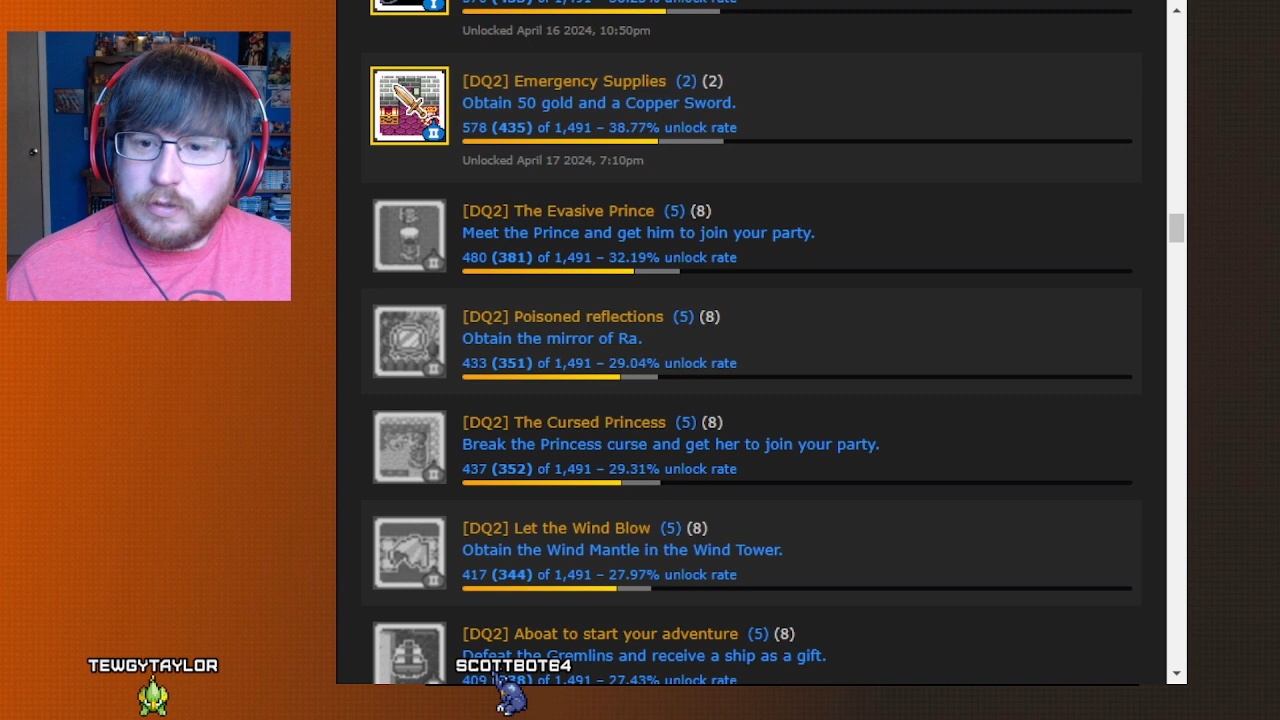 Unlocked April 16 2024, 10:50pm
[DQ2] Emergency Supplies (2) (2)
Obtain 50 gold and a Copper Sword.
578 (435) of 1,491 – 38.77% unlock rate
Unlocked April 17 2024, 7:10pm
[DQ2] The Evasive Prince (5) (8)
Meet the Prince and get him to join your party.
480 (381) of 1,491 – 32.19% unlock rate
[DQ2] Poisoned reflections (5) (8)
Obtain the mirror of Ra.
433 (351) of 1,491 – 29.04% unlock rate
[DQ2] The Cursed Princess (5) (8)
Break the Princess curse and get her to join your party.
437 (352) of 1,491 – 29.31% unlock rate
[DQ2] Let the Wind Blow (5) (8)
Obtain the Wind Mantle in the Wind Tower.
417 (344) of 1,491 – 27.97% unlock rate
[DQ2] Aboat to start your adventure (5) (8)
Defeat the Gremlins and receive a ship as a gift.
409 of 1,491 – 27.43% unlock rate
TEWGYTAYLOR
SCOTTBOT64